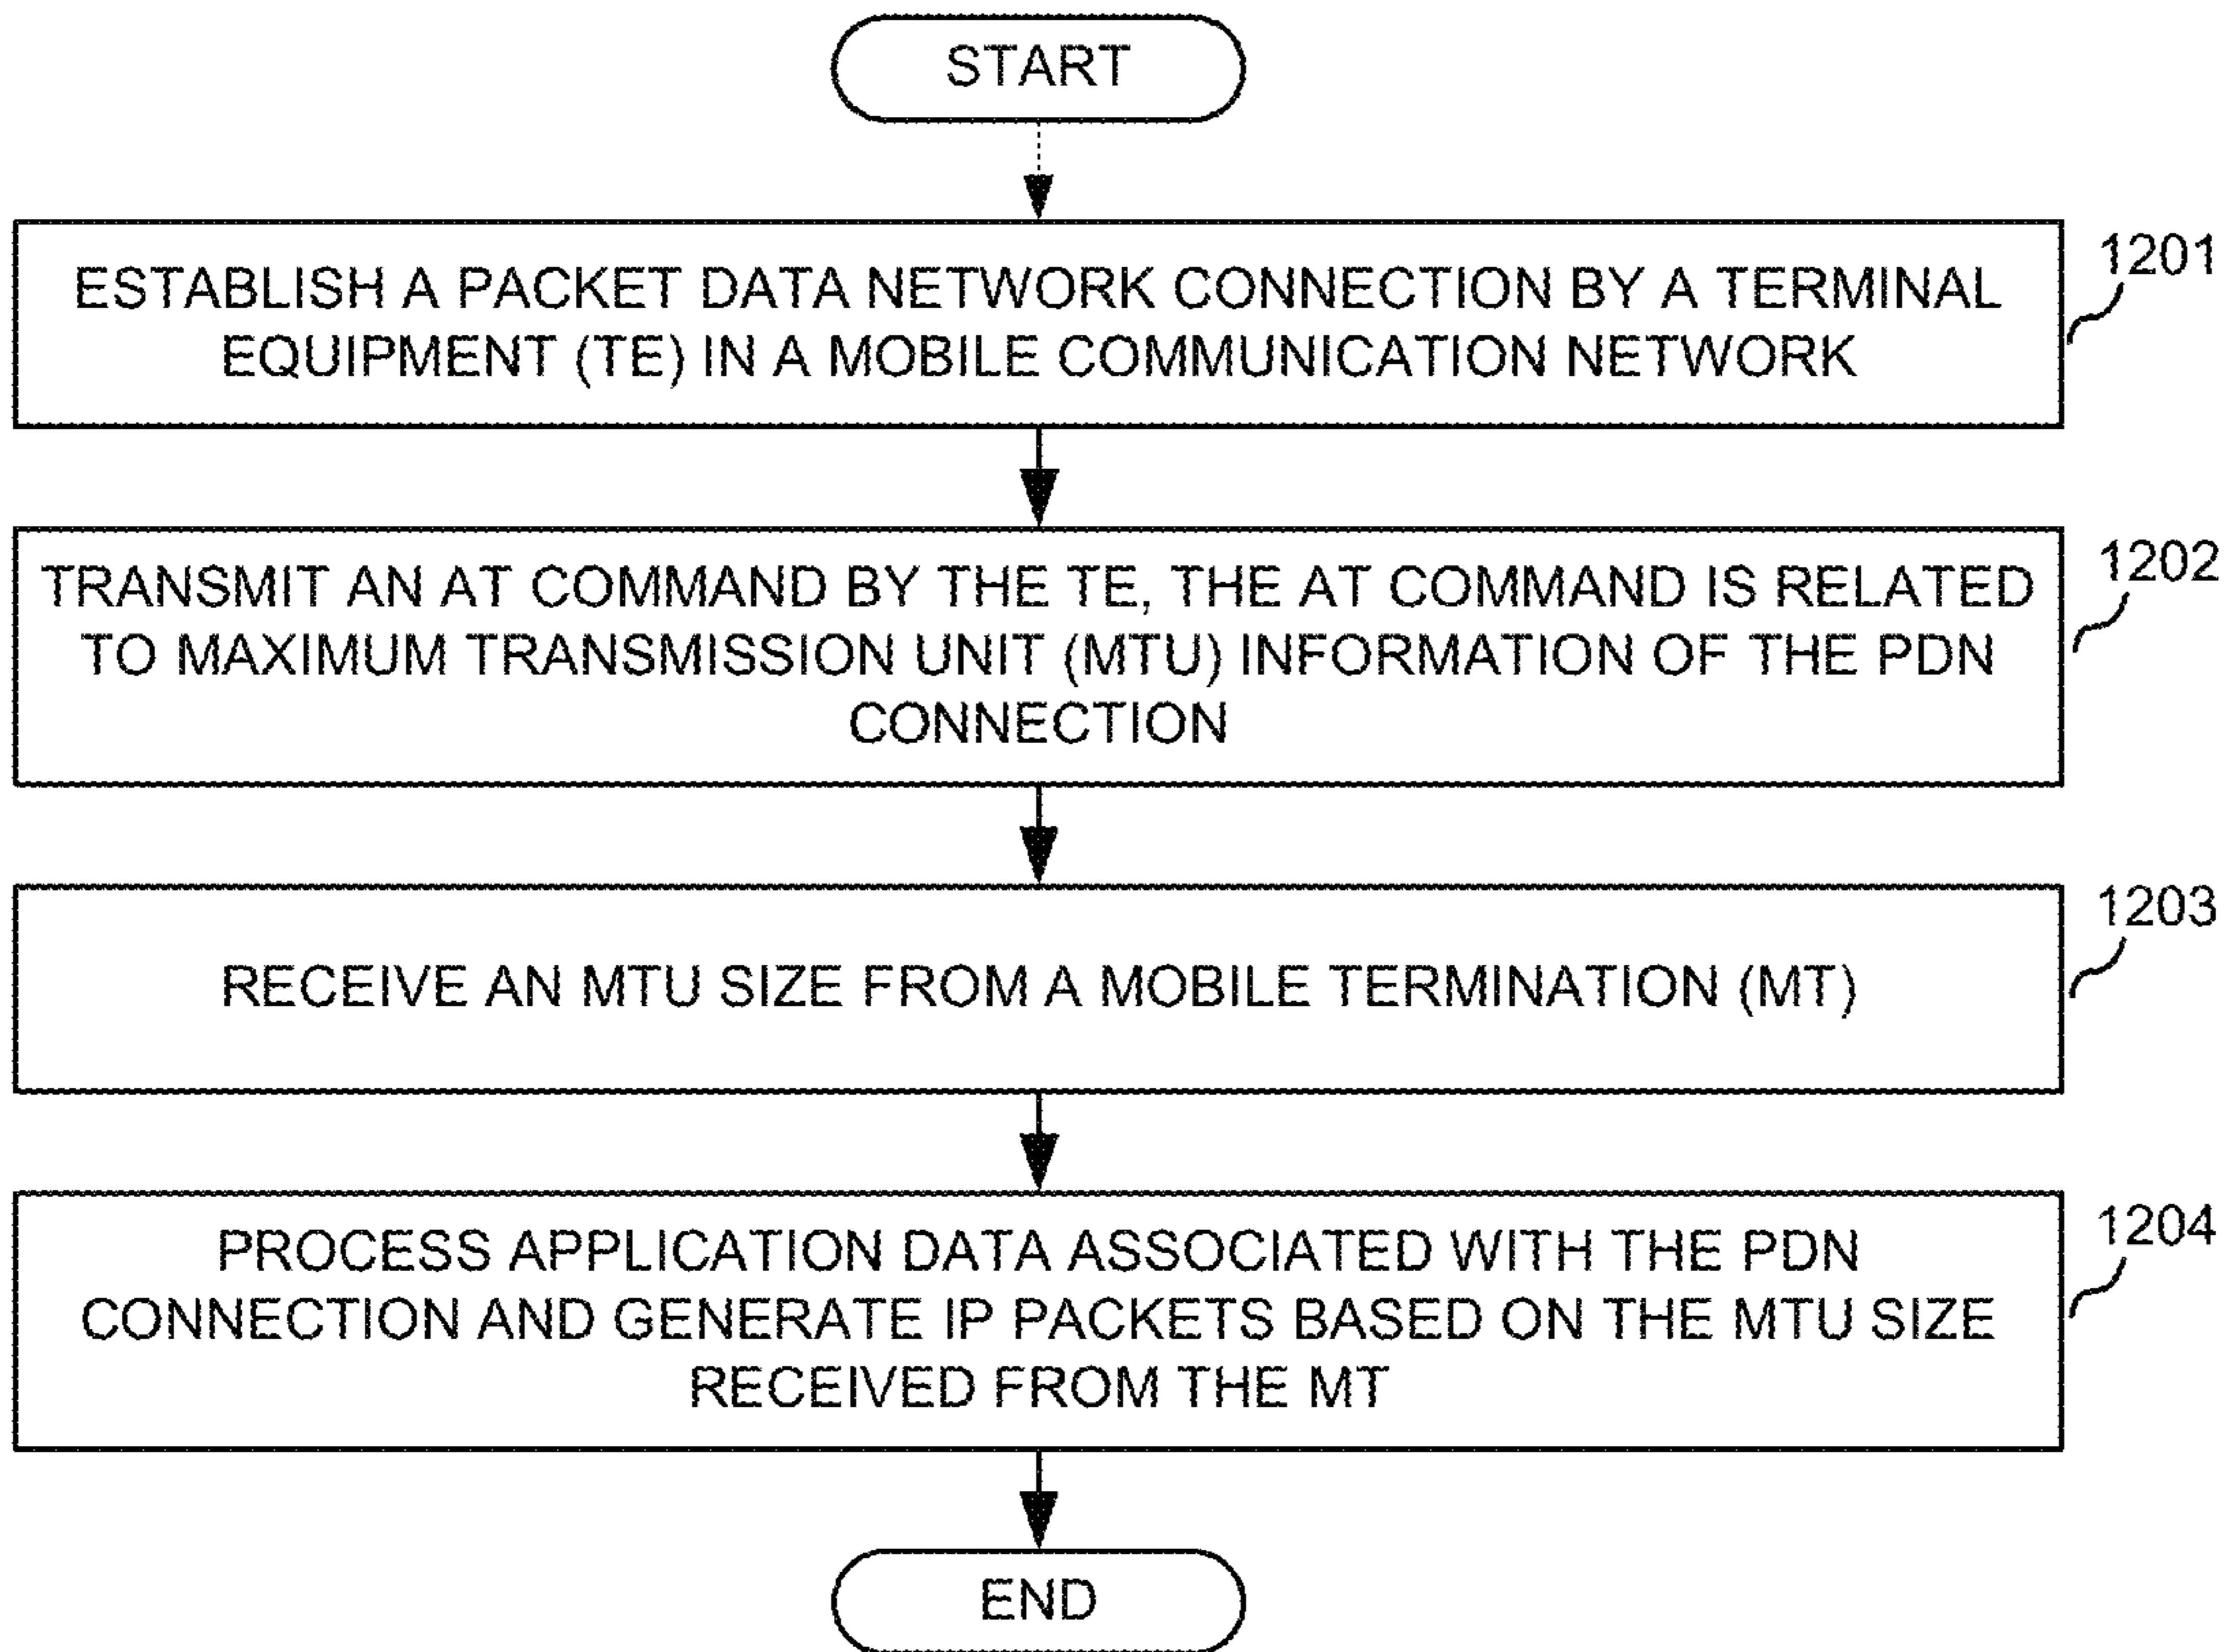 START
ESTABLISH A PACKET DATA NETWORK CONNECTION BY A TERMINAL
EQUIPMENT (TE) IN A MOBILE COMMUNICATION NETWORK
1201
TRANSMIT AN AT COMMAND BY THE TE, THE AT COMMAND IS RELATED
TO MAXIMUM TRANSMISSION UNIT (MTU) INFORMATION OF THE PDN
CONNECTION
1202
RECEIVE AN MTU SIZE FROM A MOBILE TERMINATION (MT)
1203
PROCESS APPLICATION DATA ASSOCIATED WITH THE PDN
CONNECTION AND GENERATE IP PACKETS BASED ON THE MTU SIZE
RECEIVED FROM THE MT
1204
END